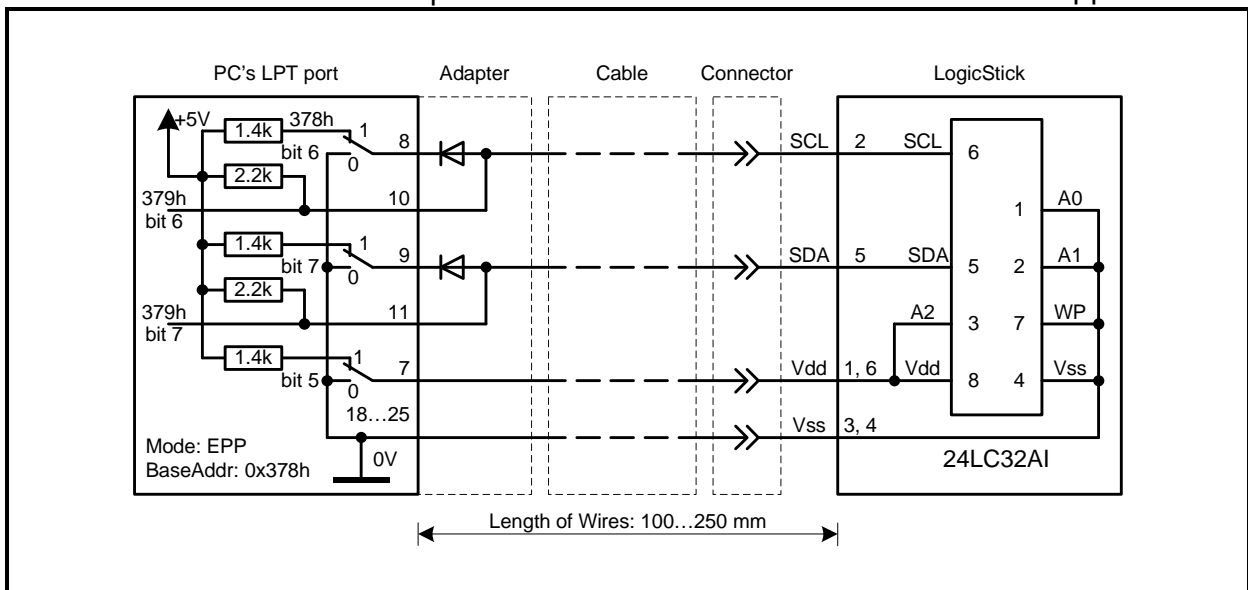 PC's LPT port Adapter Cable Connector LogicStick
+5V 1.4k 378h 1 8 SCL 2 SCL 6
bit 6 0
2.2k
379h 10 1 A0
bit 6
1.4k 1 9 SDA 5 SDA 5 2 A1
bit 7 0
2.2k
379h 11 A2 3 7 WP
bit 7
1.4k 1 7 Vdd 1, 6 Vdd 8 4 Vss
bit 5 0
18...25 Vss 3, 4
Mode: EPP 0V 24LC32AI
BaseAddr: 0x378h
Length of Wires: 100...250 mm